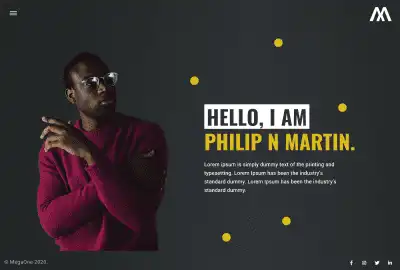 HELLO, I AM
PHILIP N MARTIN.
Lorem ipsum is simply dummy text of the printing and
typesetting. Lorem Ipsum has been the industry's
standard dummy. Lorem Ipsum has been the industry's
standard dummy.
© MegaOne 2020.